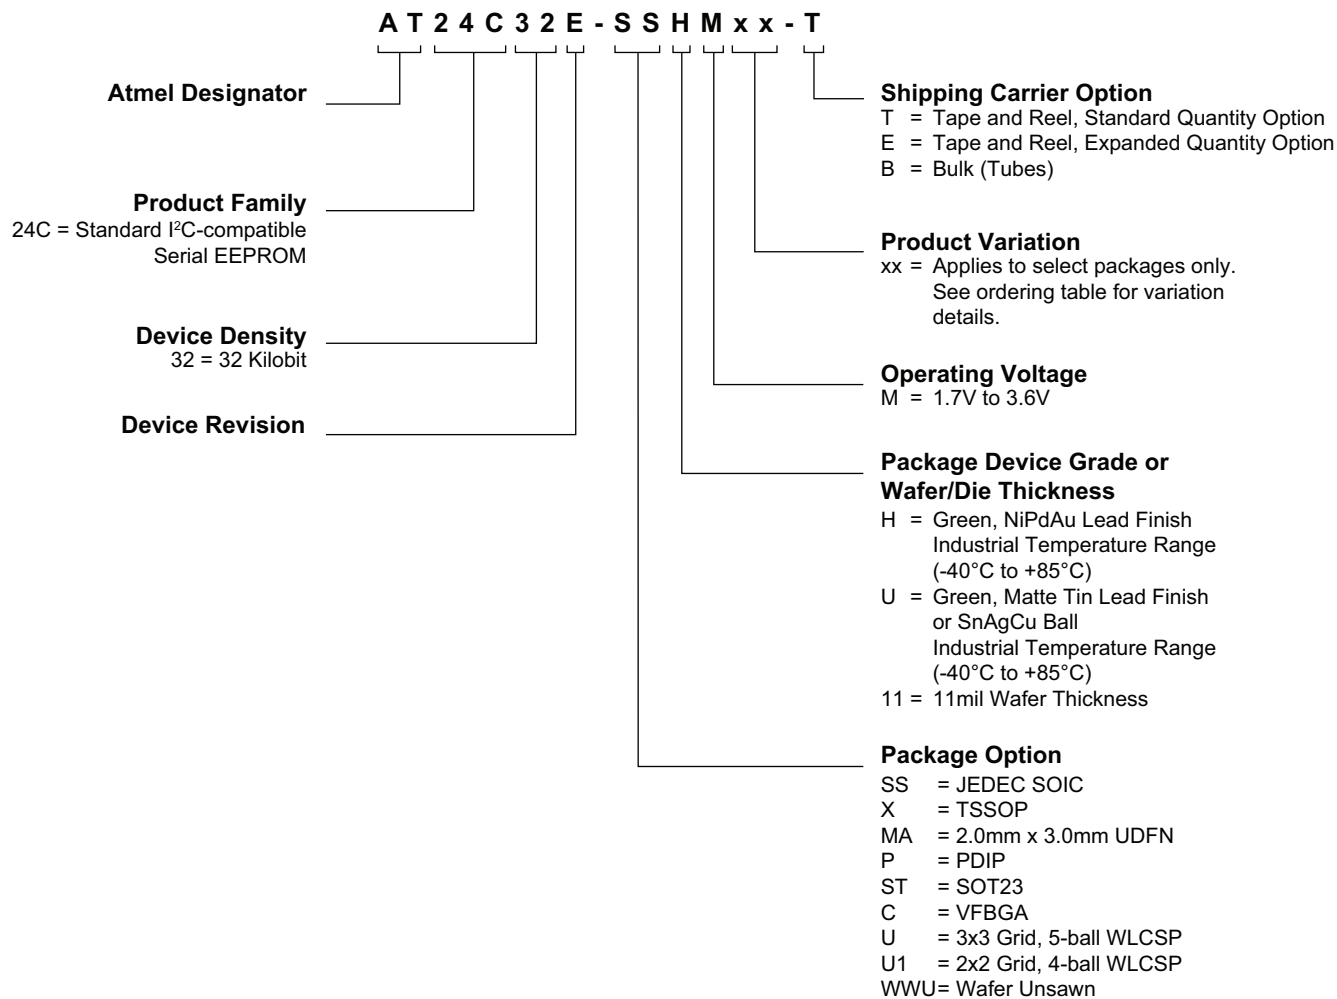 A T 2 4 C 3 2 E - S S H M x x - T
Atmel Designator
Product Family
24C = Standard I²C-compatible
Serial EEPROM
Device Density
32 = 32 Kilobit
Device Revision
Shipping Carrier Option
T = Tape and Reel, Standard Quantity Option
E = Tape and Reel, Expanded Quantity Option
B = Bulk (Tubes)
Product Variation
xx = Applies to select packages only.
See ordering table for variation
details.
Operating Voltage
M = 1.7V to 3.6V
Package Device Grade or
Wafer/Die Thickness
H = Green, NiPdAu Lead Finish
Industrial Temperature Range
(-40°C to +85°C)
U = Green, Matte Tin Lead Finish
or SnAgCu Ball
Industrial Temperature Range
(-40°C to +85°C)
11 = 11mil Wafer Thickness
Package Option
SS = JEDEC SOIC
X = TSSOP
MA = 2.0mm x 3.0mm UDFN
P = PDIP
ST = SOT23
C = VFBGA
U = 3x3 Grid, 5-ball WLCSP
U1 = 2x2 Grid, 4-ball WLCSP
WWU= Wafer Unsawn